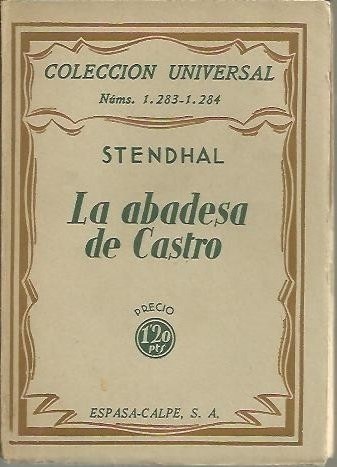 COLECCION UNIVERSAL
Núms. 1.283-1.284
STENDHAL
La abadesa
de Castro
PRECIO
1'20
pts
ESPASA-CALPE, S. A.